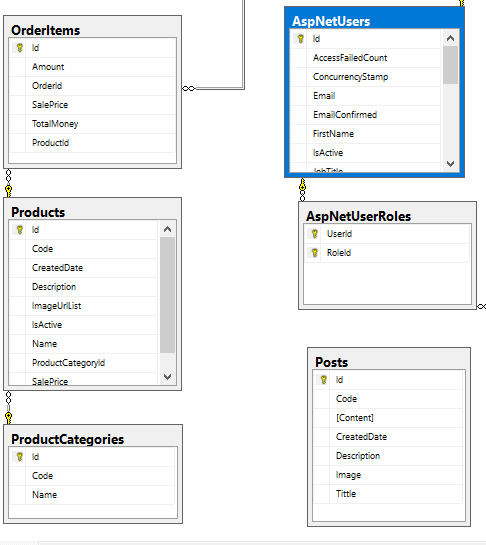 OrderItems
Id
Amount
OrderId
SalePrice
TotalMoney
ProductId
Products
Id
Code
CreatedDate
Description
ImageUrlList
IsActive
Name
ProductCategoryId
SalePrice
ProductCategories
Id
Code
Name
AspNetUsers
Id
AccessFailedCount
ConcurrencyStamp
Email
EmailConfirmed
FirstName
IsActive
JobTitle
AspNetUserRoles
UserId
RoleId
Posts
Id
Code
[Content]
CreatedDate
Description
Image
Tittle